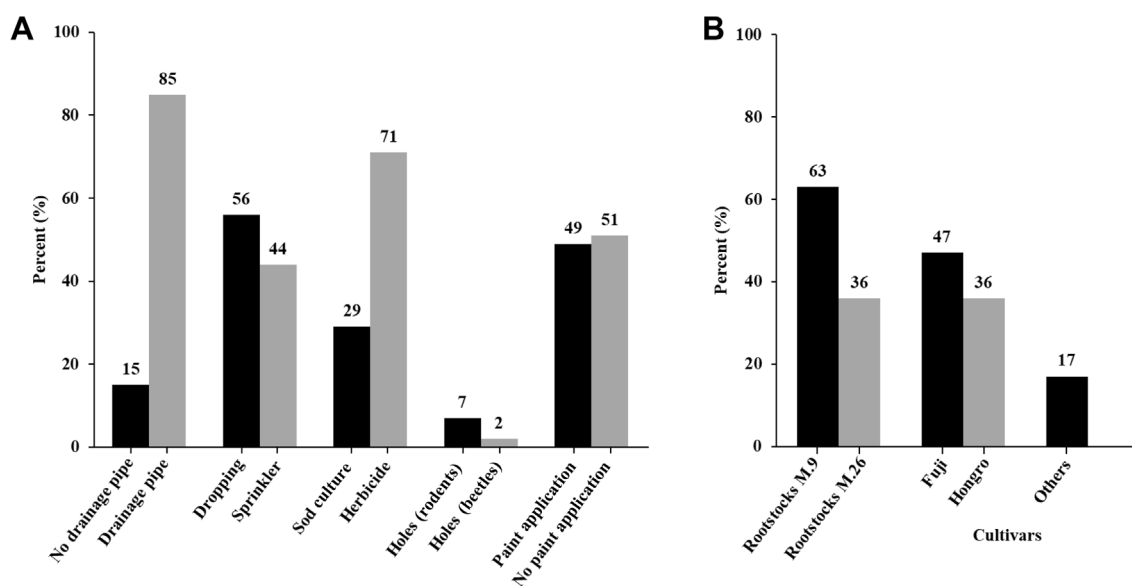 A
Percent (%)
100
80
60
40
20
0
15
85
56
44
29
71
7
2
49
51
No drainage pipe
Drainage pipe
Dropping
Sprinkler
Sod culture
Herbicide
Holes (rodents)
Holes (beetles)
Paint application
No paint application
B
Percent (%)
100
80
60
40
20
0
63
36
47
36
17
Rootstocks M.9
Rootstocks M.26
Fuji
Hongro
Others
Cultivars